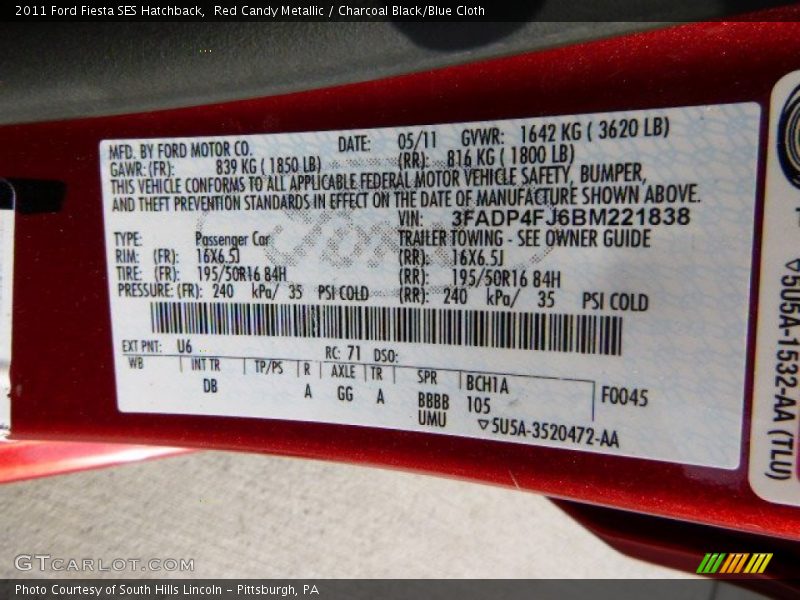 2011 Ford Fiesta SES Hatchback,  Red Candy Metallic / Charcoal Black/Blue Cloth
MFD. BY FORD MOTOR CO. DATE: 05/11 GVWR: 1642 KG ( 3620 LB)
GAWR: (FR): 839 KG ( 1850 LB) (RR): 816 KG ( 1800 LB)
THIS VEHICLE CONFORMS TO ALL APPLICABLE FEDERAL MOTOR VEHICLE SAFETY, BUMPER,
AND THEFT PREVENTION STANDARDS IN EFFECT ON THE DATE OF MANUFACTURE SHOWN ABOVE.
VIN: 3FADP4FJ6BM221838
TYPE: Passenger Car TRAILER TOWING - SEE OWNER GUIDE
RIM: (FR): 16X6.5J (RR): 16X6.5J
TIRE: (FR): 195/50R16 84H (RR): 195/50R16 84H
PRESSURE: (FR): 240 kPa/ 35 PSI COLD (RR): 240 kPa/ 35 PSI COLD
EXT PNT: U6 RC: 71 DSO:
WB INT TR TP/PS R AXLE TR SPR BCH1A
DB A GG A BBBB 105 F0045
UMU ▽5U5A-3520472-AA
▽5U5A-1532-AA (TLU)
GTCarLot.com
Photo Courtesy of South Hills Lincoln - Pittsburgh, PA